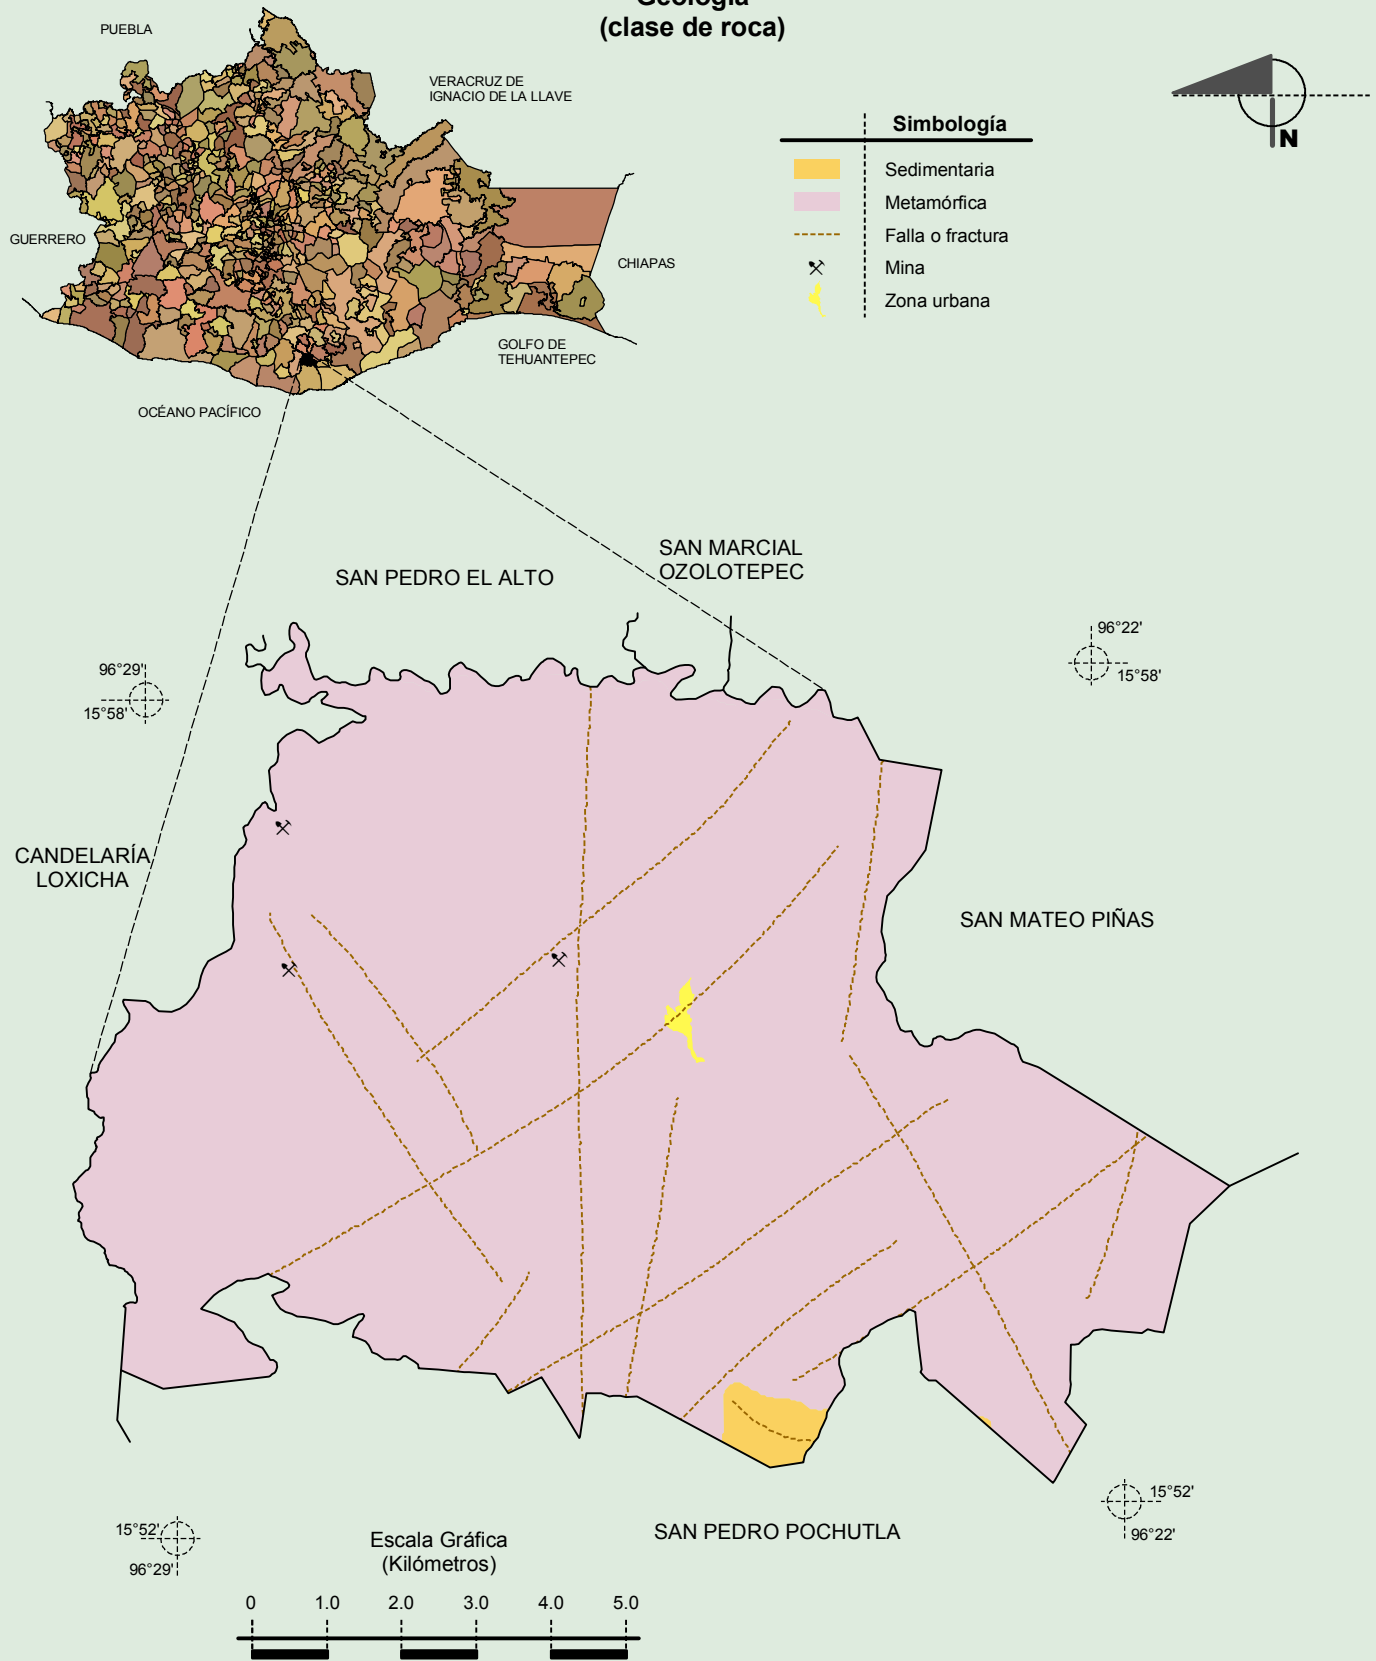 Geología
(clase de roca)
PUEBLA
VERACRUZ DE
IGNACIO DE LA LLAVE
GUERRERO
CHIAPAS
GOLFO DE
TEHUANTEPEC
OCÉANO PACÍFICO
N
Simbología
Sedimentaria
Metamórfica
Falla o fractura
Mina
Zona urbana
SAN MARCIAL
OZOLOTEPEC
SAN PEDRO EL ALTO
96°22'
15°58'
96°29'
15°58'
CANDELARÍA
LOXICHA
SAN MATEO PIÑAS
15°52'
96°22'
15°52'
96°29'
SAN PEDRO POCHUTLA
Escala Gráfica
(Kilómetros)
0 1.0 2.0 3.0 4.0 5.0